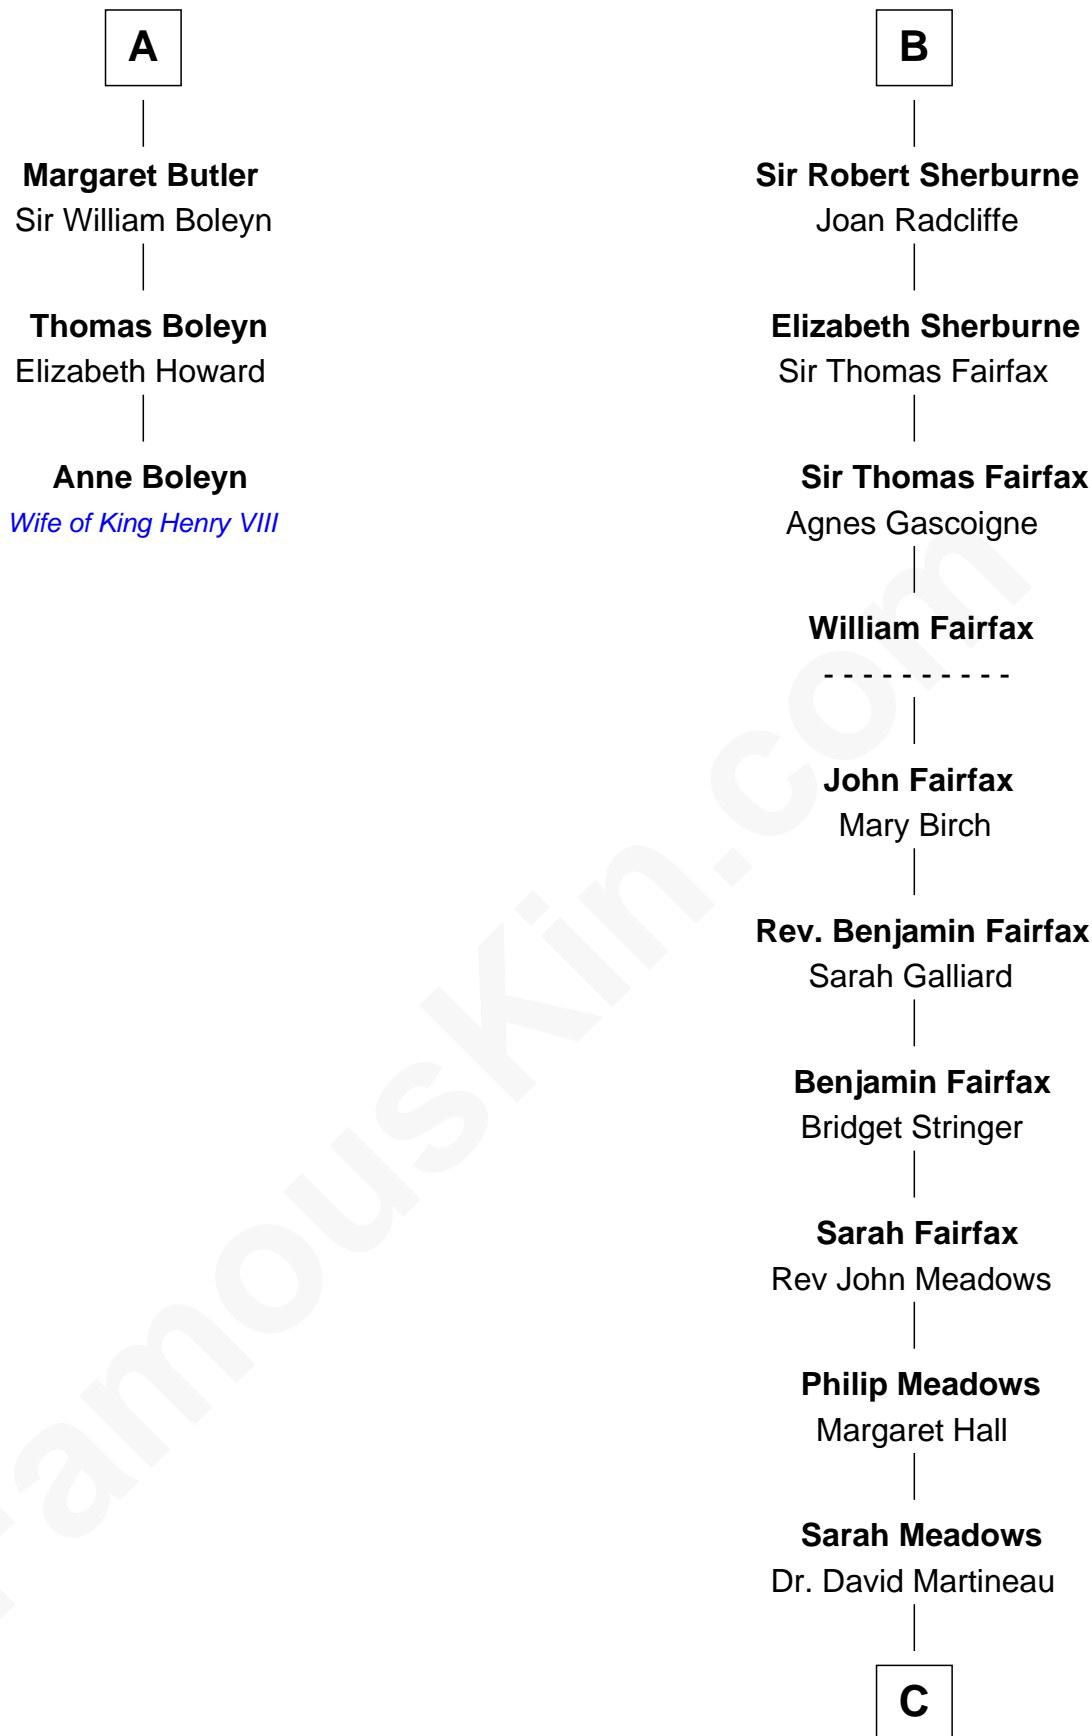 A
Margaret Butler
Sir William Boleyn
Thomas Boleyn
Elizabeth Howard
Anne Boleyn
Wife of King Henry VIII
B
Sir Robert Sherburne
Joan Radcliffe
Elizabeth Sherburne
Sir Thomas Fairfax
Sir Thomas Fairfax
Agnes Gascoigne
William Fairfax
- - - - - - - - - -
John Fairfax
Mary Birch
Rev. Benjamin Fairfax
Sarah Galliard
Benjamin Fairfax
Bridget Stringer
Sarah Fairfax
Rev John Meadows
Philip Meadows
Margaret Hall
Sarah Meadows
Dr. David Martineau
C
FamousKin.com